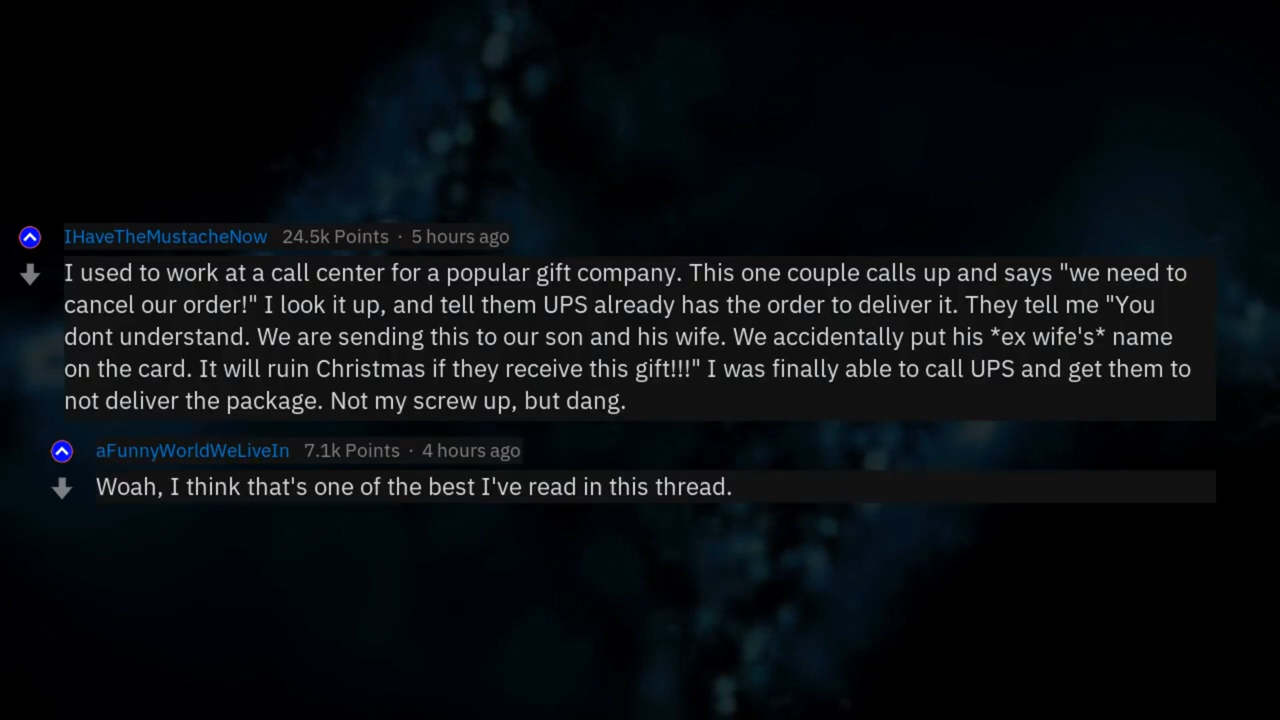 IHaveTheMustacheNow 24.5k Points · 5 hours ago
I used to work at a call center for a popular gift company. This one couple calls up and says "we need to
cancel our order!" I look it up, and tell them UPS already has the order to deliver it. They tell me "You
dont understand. We are sending this to our son and his wife. We accidentally put his *ex wife's* name
on the card. It will ruin Christmas if they receive this gift!!!" I was finally able to call UPS and get them to
not deliver the package. Not my screw up, but dang.
aFunnyWorldWeLiveIn 7.1k Points · 4 hours ago
Woah, I think that's one of the best I've read in this thread.